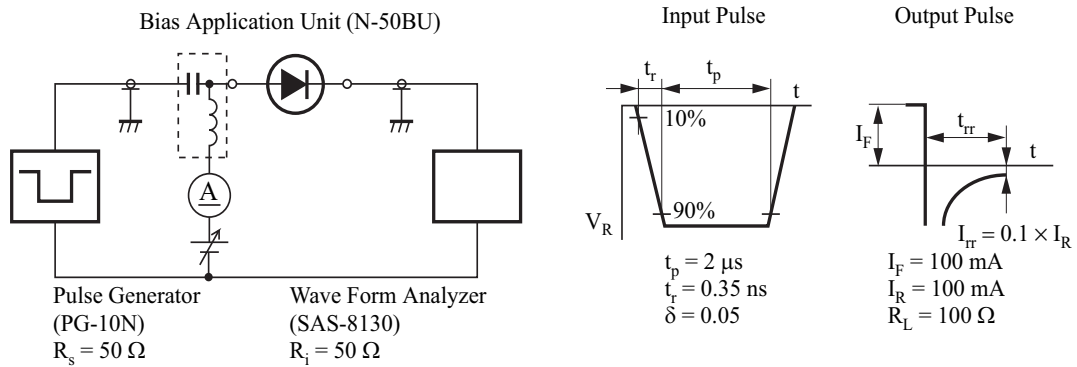 Bias Application Unit (N-50BU)
A
Pulse Generator
(PG-10N)
R_s = 50 Ω
Wave Form Analyzer
(SAS-8130)
R_i = 50 Ω
Input Pulse
t_r
t_p
t
10%
90%
V_R
t_p = 2 μs
t_r = 0.35 ns
δ = 0.05
Output Pulse
I_F
t_rr
t
I_rr = 0.1 × I_R
I_F = 100 mA
I_R = 100 mA
R_L = 100 Ω